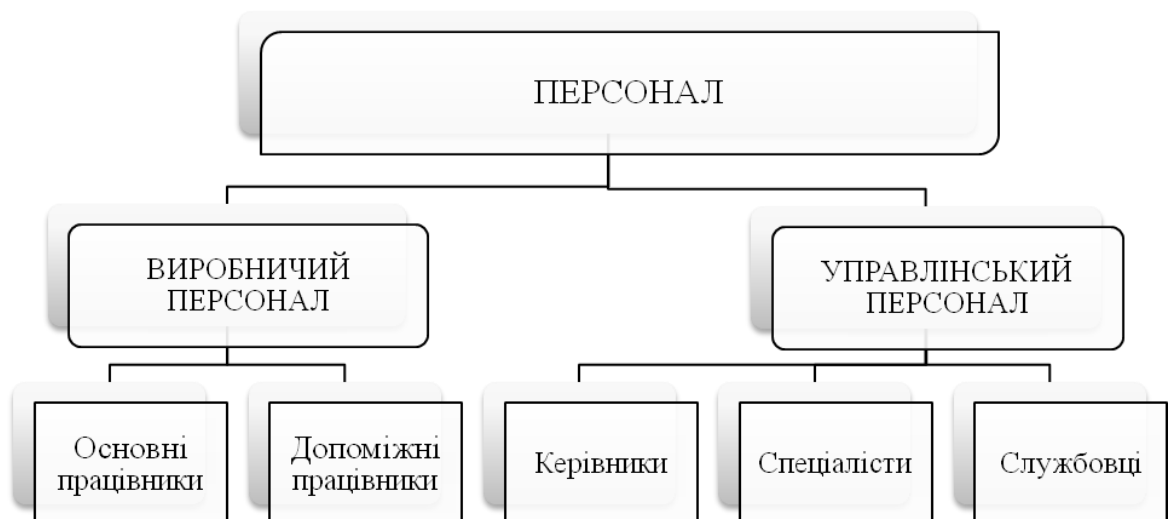 ПЕРСОНАЛ
ВИРОБНИЧИЙ
ПЕРСОНАЛ
УПРАВЛІНСЬКИЙ
ПЕРСОНАЛ
Основні
працівники
Допоміжні
працівники
Керівники
Спеціалісти
Службовці